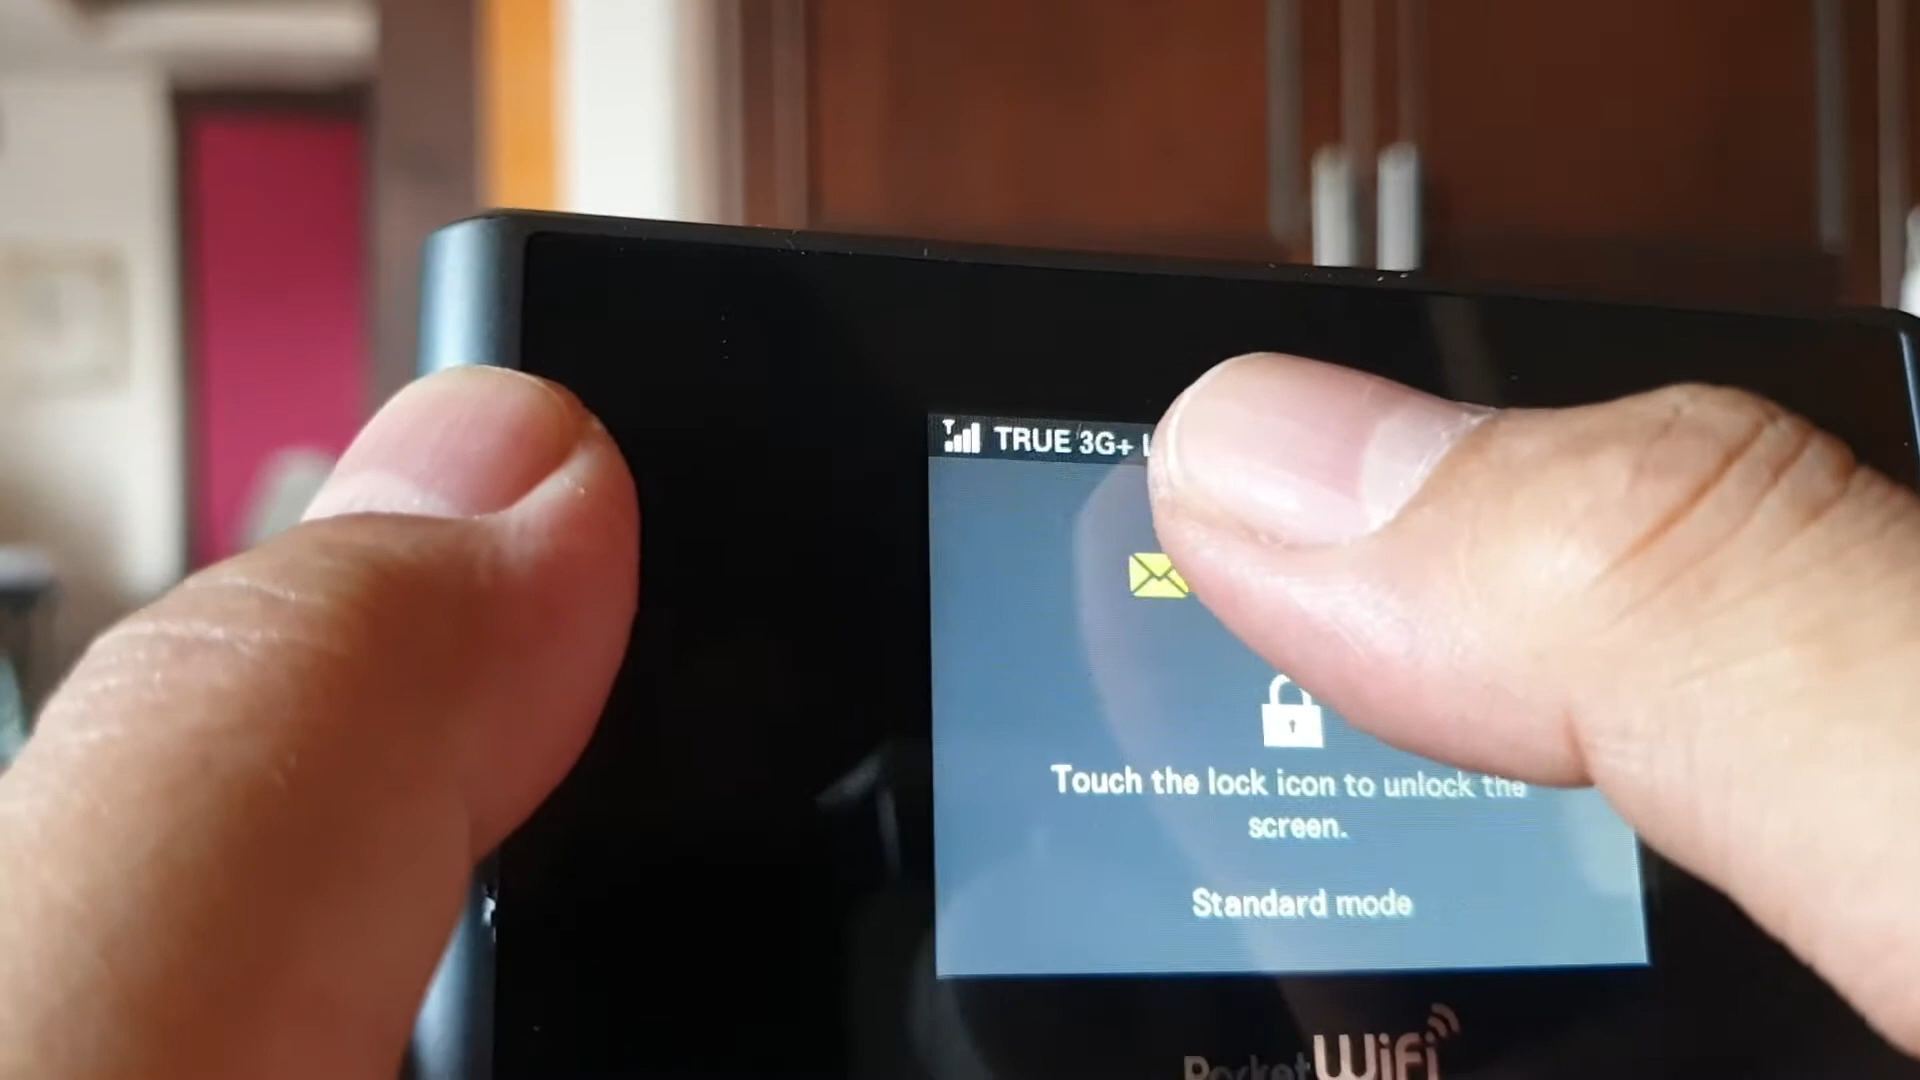 TRUE 3G+ L
Touch the lock icon to unlock the
screen.
Standard mode
Pocket WiFi